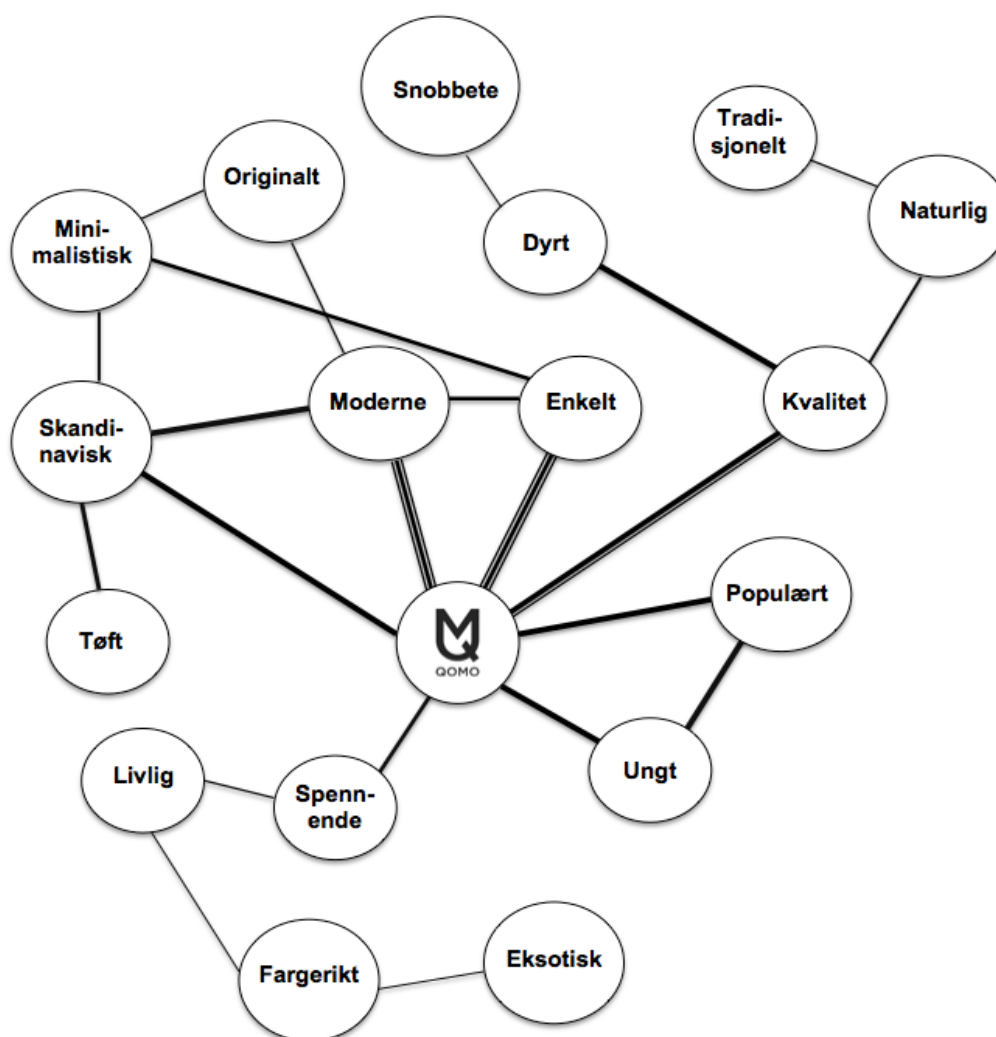 Snobbete
Tradi-
sjonelt
Originalt
Naturlig
Mini-
malistisk
Dyrt
Moderne
Enkelt
Kvalitet
Skandi-
navisk
Populært
Tøft
QOMO
Ungt
Livlig
Spenn-
ende
Fargerikt
Eksotisk